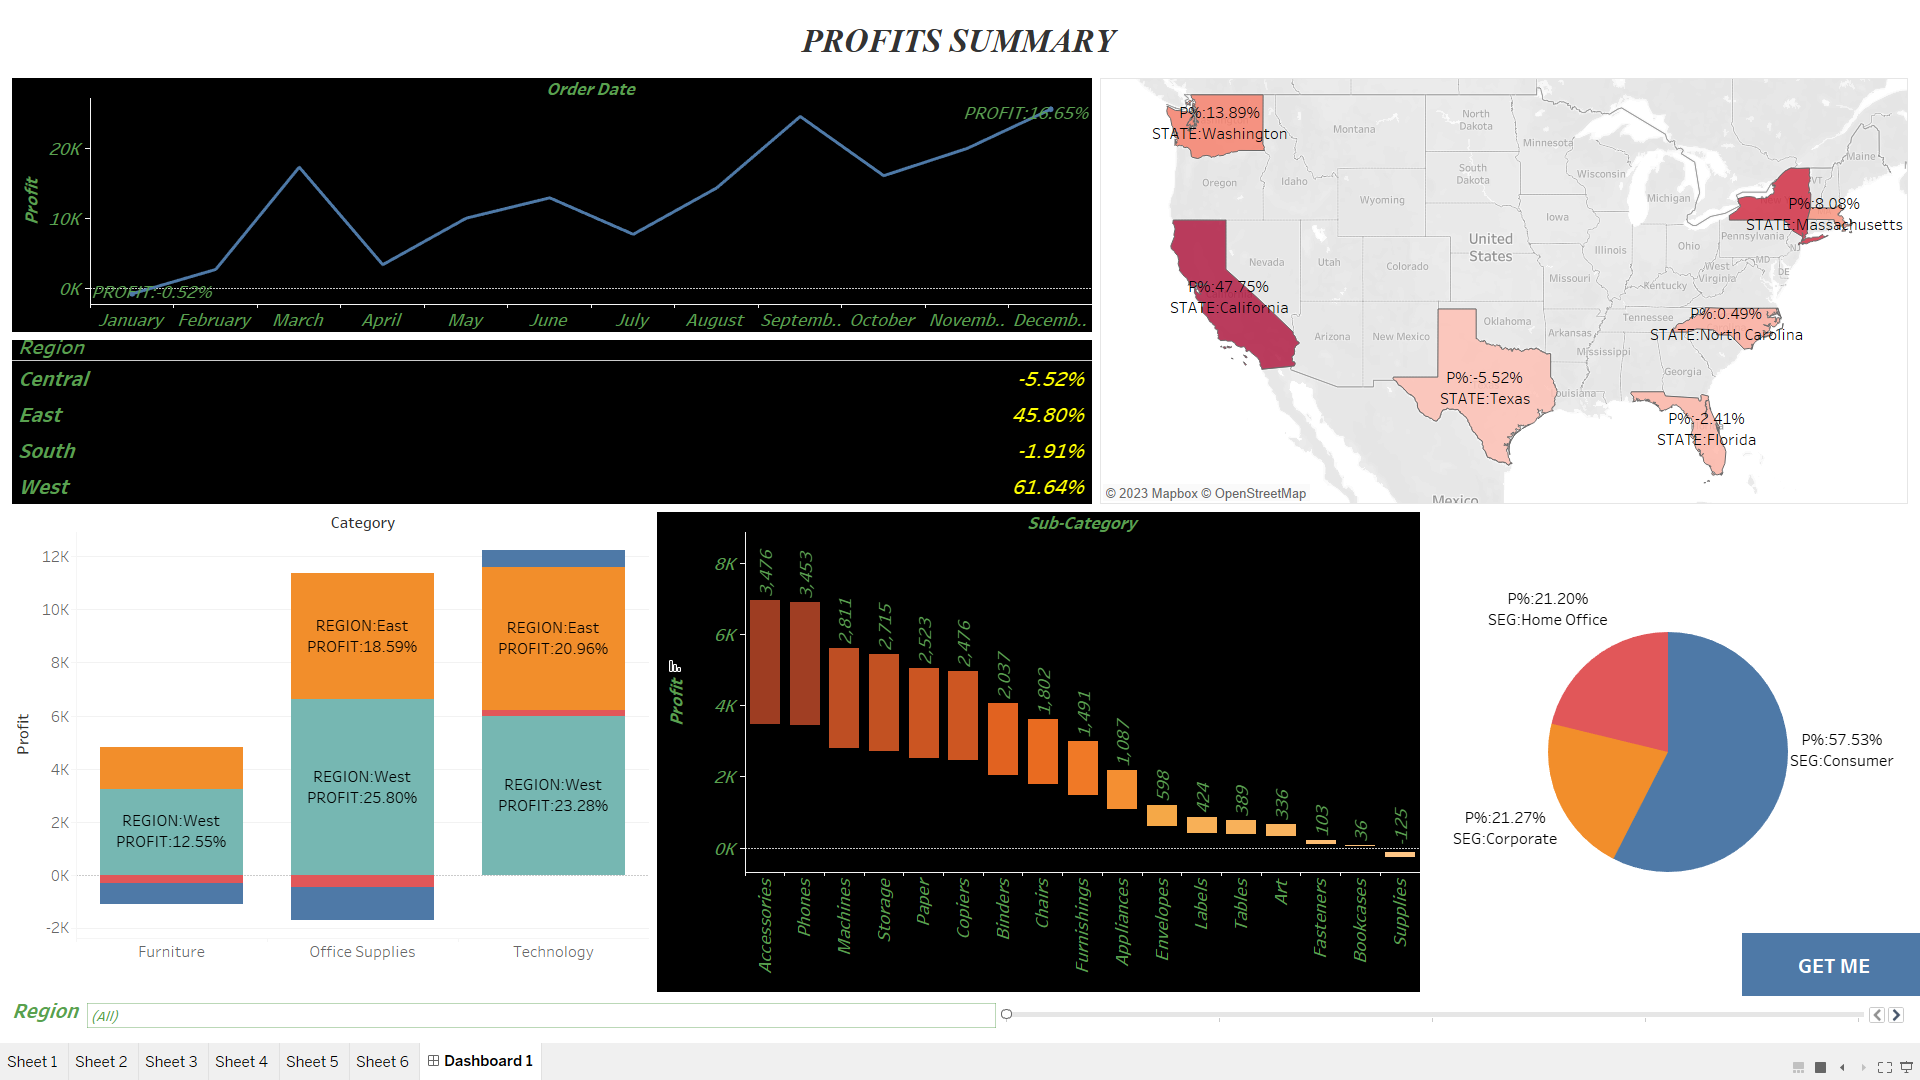 PROFITS SUMMARY
Order Date
Profit
20K
10K
0K
PROFIT:16.65%
PROFIT:-0.52%
January February March April May June July August Septemb.. October Novemb.. Decemb..
Region
Central -5.52%
East 45.80%
South -1.91%
West 61.64%
P%:13.89%
STATE:Washington
Montana
North
Dakota
Minnesota
Maine
Oregon
Idaho
South
Dakota
Wisconsin
VT
Wyoming
Michigan
P%:8.08%
STATE:Massachusetts
Iowa
Pennsylvania
United
States
Nevada
Utah
Colorado
Illinois
Ohio
MD
DE
West
Virginia
Missouri
Kentucky
P%:47.75%
STATE:California
Arizona
New Mexico
Oklahoma
Arkansas
Tennessee
P%:0.49%
STATE:North Carolina
Mississippi
Georgia
P%:-5.52%
STATE:Texas
P%:-2.41%
STATE:Florida
© 2023 Mapbox © OpenStreetMap
Mexico
Category
Profit
12K
10K
8K
6K
4K
2K
0K
-2K
REGION:West
PROFIT:12.55%
REGION:East
PROFIT:18.59%
REGION:West
PROFIT:25.80%
REGION:East
PROFIT:20.96%
REGION:West
PROFIT:23.28%
Furniture Office Supplies Technology
Sub-Category
Profit
8K
6K
4K
2K
0K
3,476 3,453 2,811 2,715 2,523 2,476 2,037 1,802 1,491 1,087 598 424 389 336 103 36 -125
Accessories Phones Machines Storage Paper Copiers Binders Chairs Furnishings Appliances Envelopes Labels Tables Art Fasteners Bookcases Supplies
P%:21.20%
SEG:Home Office
P%:57.53%
SEG:Consumer
P%:21.27%
SEG:Corporate
GET ME
Region (All)
Sheet 1 Sheet 2 Sheet 3 Sheet 4 Sheet 5 Sheet 6 Dashboard 1